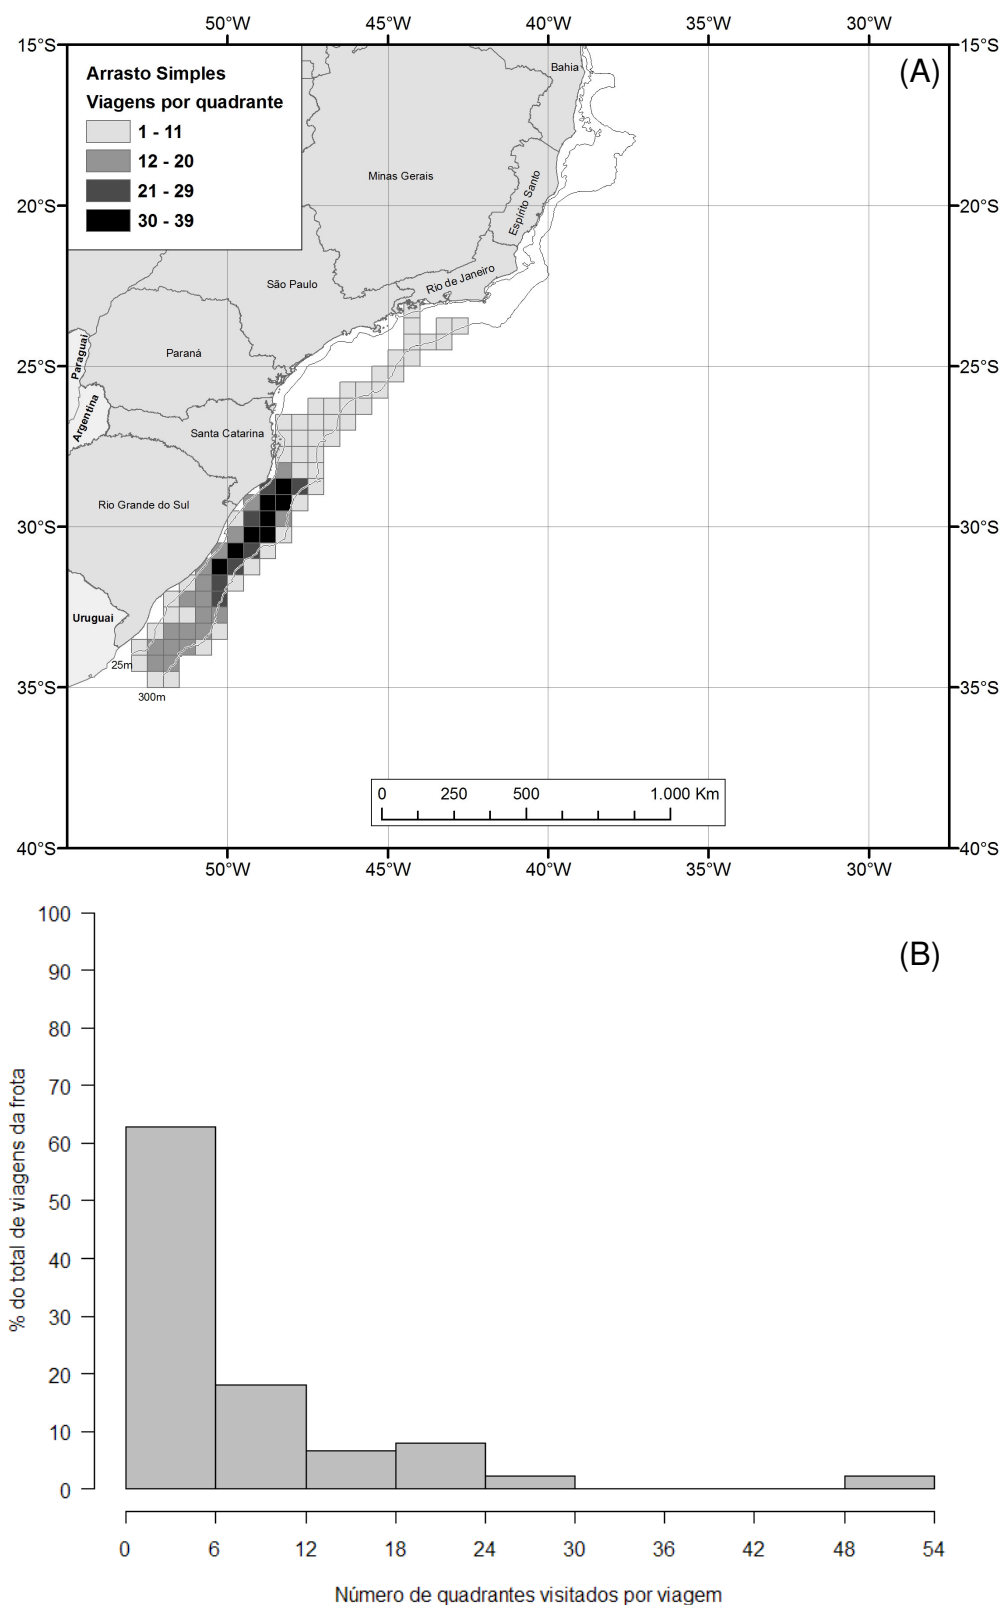 50°W 45°W 40°W 35°W 30°W
15°S 15°S
(A)
Arrasto Simples
Viagens por quadrante
1 - 11
12 - 20
21 - 29
30 - 39
Bahia
Minas Gerais
Espírito Santo
20°S 20°S
Rio de Janeiro
São Paulo
Paraguai
Paraná
25°S 25°S
Argentina
Santa Catarina
Rio Grande do Sul
30°S 30°S
Uruguai
25m
300m
35°S 35°S
0 250 500 1.000 Km
40°S 40°S
50°W 45°W 40°W 35°W 30°W
(B)
% do total de viagens da frota
100
90
80
70
60
50
40
30
20
10
0
0 6 12 18 24 30 36 42 48 54
Número de quadrantes visitados por viagem